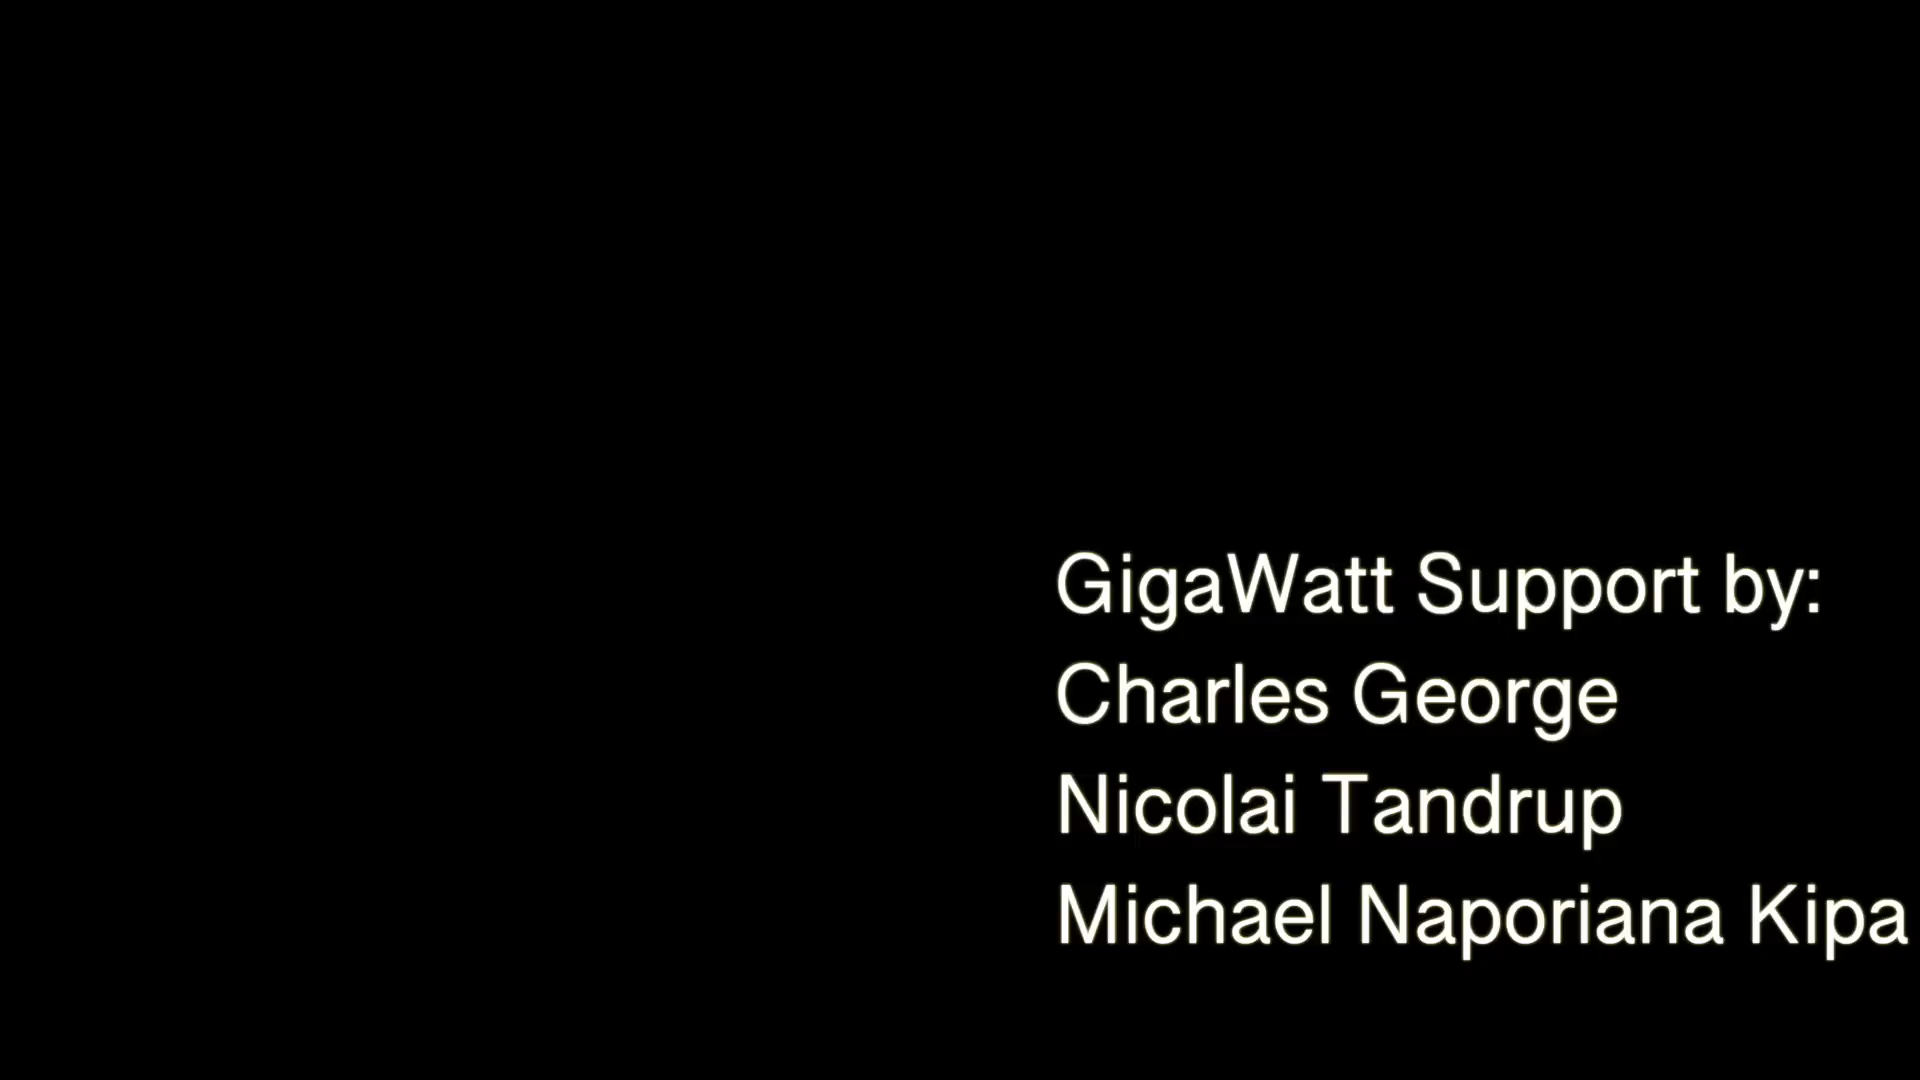 GigaWatt Support by:
Charles George
Nicolai Tandrup
Michael Naporiana Kipa